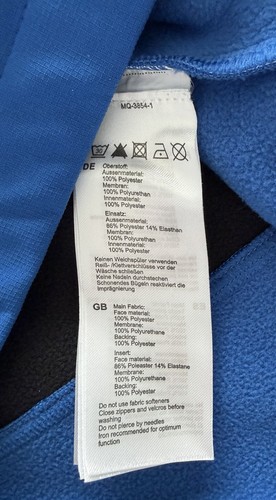 MQ-3854-1
30
DE Oberstoff:
Aussenmaterial:
100% Polyester
Membran:
100% Polyurethan
Innenmaterial:
100% Polyester
Einsatz:
Aussenmaterial:
86% Polyester 14% Elasthan
Membran:
100% Polyurethan
Innenmaterial:
100% Polyester
Keinen Weichspüler verwenden
Reiß- /Klettverschlüsse vor der
Wäsche schließen
Keine Nadeln durchstechen
Schonendes Bügeln reaktiviert die
Imprägnierung
GB Main Fabric:
Face material:
100% Polyester
Membrane:
100% Polyurethane
Backing:
100% Polyester
Insert:
Face material:
86% Poleester 14% Elastane
Membrane:
100% Polyurethane
Backing:
100% Polyester
Do not use fabric softeners
Close zippers and velcros before
washing
Do not pierce by needles
Iron recommended for optimum
function